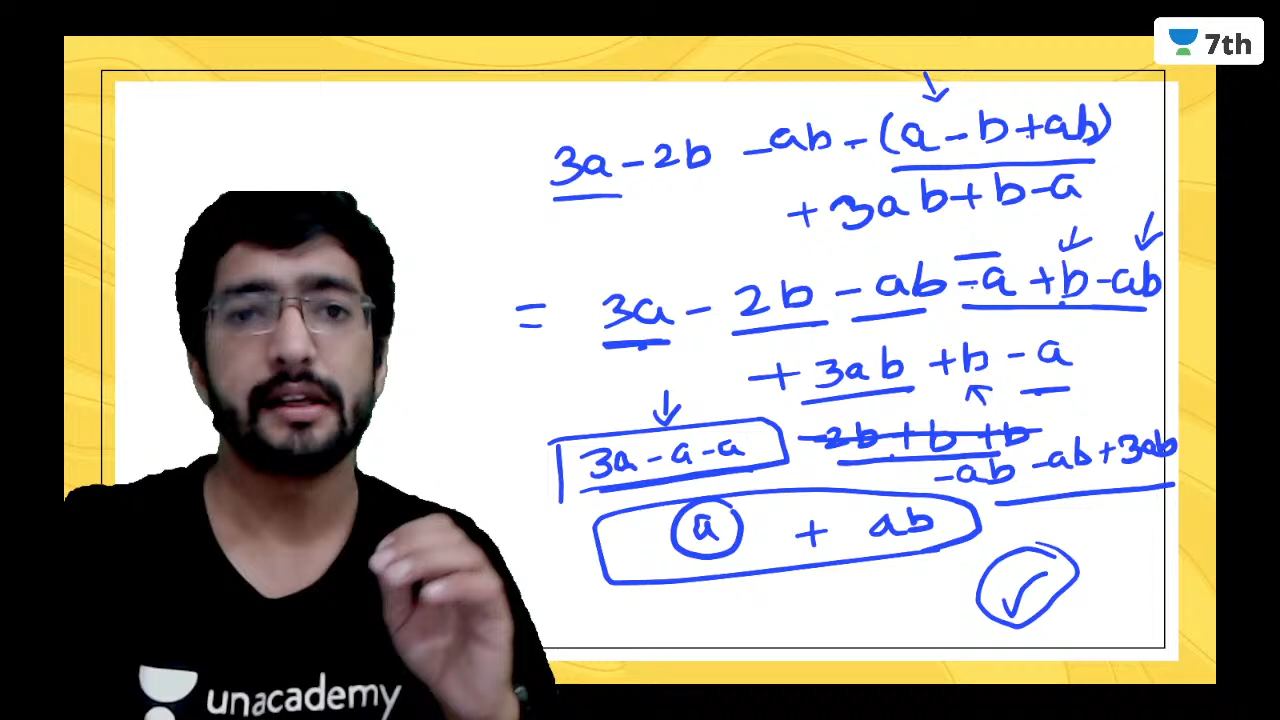 7th
3a - 2b - ab - (a - b + ab)
+ 3ab + b - a
= 3a - 2b - ab - a + b - ab
+ 3ab + b - a
3a - a - a -2b + b + b
-ab -ab + 3ab
a + ab
unacademy